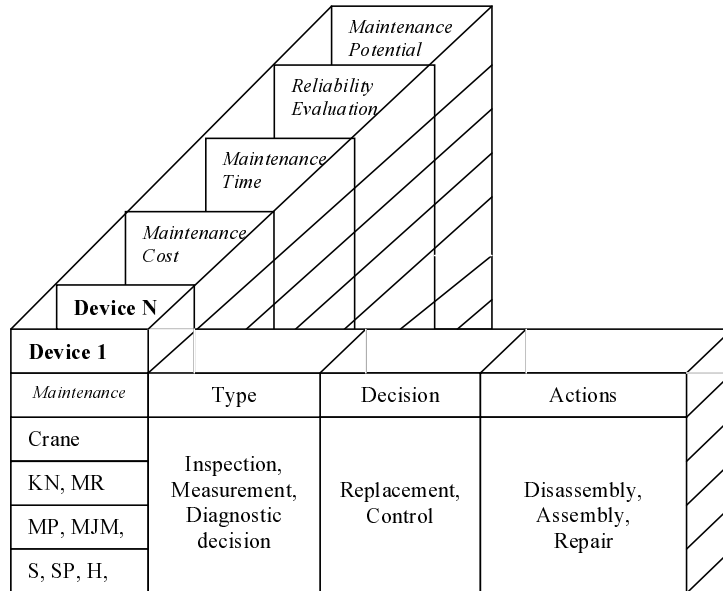 Maintenance
Potential
Reliability
Evaluation
Maintenance
Time
Maintenance
Cost
Device N
Device 1
Maintenance
Type
Decision
Actions
Crane
KN, MR
MP, MJM,
S, SP, H,
Inspection,
Measurement,
Diagnostic
decision
Replacement,
Control
Disassembly,
Assembly,
Repair